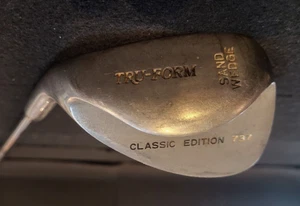 TRU-FORM
SAND
WEDGE
CLASSIC EDITION